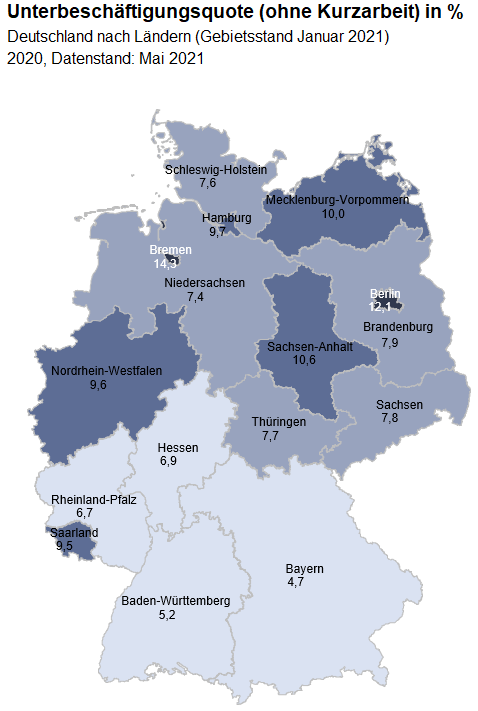 Unterbeschäftigungsquote (ohne Kurzarbeit) in %
Deutschland nach Ländern (Gebietsstand Januar 2021)
2020, Datenstand: Mai 2021
Schleswig-Holstein
7,6
Mecklenburg-Vorpommern
10,0
Hamburg
9,7
Bremen
14,3
Niedersachsen
7,4
Berlin
12,1
Brandenburg
7,9
Sachsen-Anhalt
10,6
Nordrhein-Westfalen
9,6
Sachsen
7,8
Thüringen
7,7
Hessen
6,9
Rheinland-Pfalz
6,7
Saarland
9,5
Bayern
4,7
Baden-Württemberg
5,2